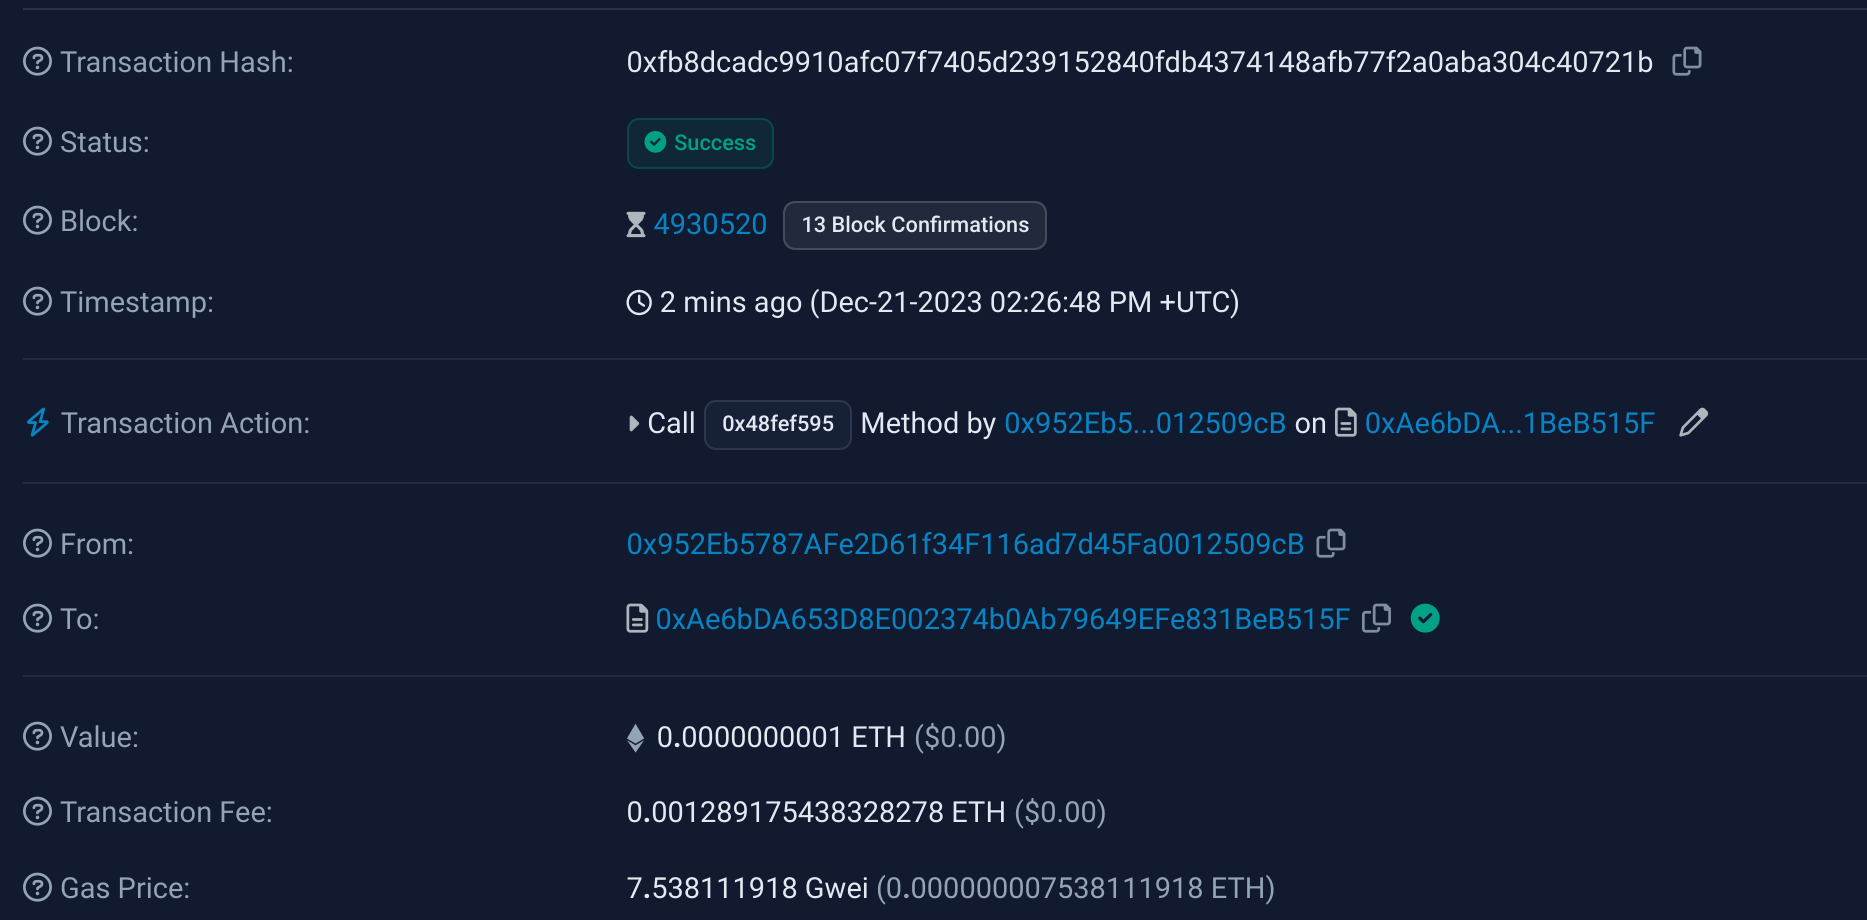 Transaction Hash: 0xfb8dcadc9910afc07f7405d239152840fdb4374148afb77f2a0aba304c40721b
Status: Success
Block: 4930520 13 Block Confirmations
Timestamp: 2 mins ago (Dec-21-2023 02:26:48 PM +UTC)
Transaction Action: Call 0x48fef595 Method by 0x952Eb5...012509cB on 0xAe6bDA...1BeB515F
From: 0x952Eb5787AFe2D61f34F116ad7d45Fa0012509cB
To: 0xAe6bDA653D8E002374b0Ab79649EFe831BeB515F
Value: 0.0000000001 ETH ($0.00)
Transaction Fee: 0.001289175438328278 ETH ($0.00)
Gas Price: 7.538111918 Gwei (0.000000007538111918 ETH)